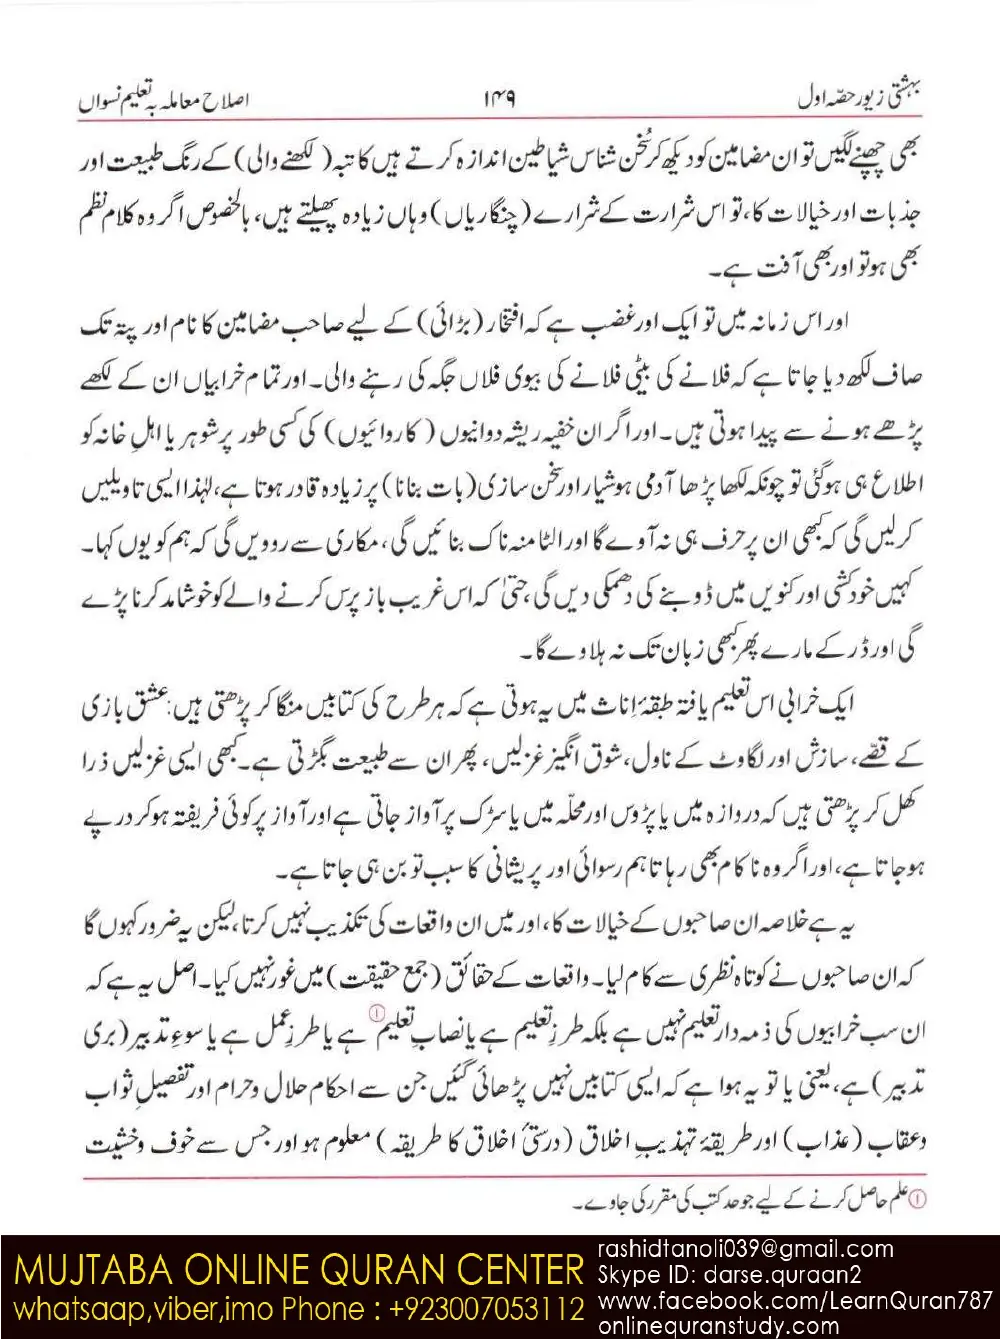 بہشتی زیور حصّہ اول ۱۴۹ اصلاح معاملہ بہ تعلیم نسواں
بھی چھپنے لگیں تو ان مضامین کو دیکھ کر سُخن شناس شیاطین اندازہ کرتے ہیں کاتبہ (لکھنے والی) کے رنگ طبیعت اور
جذبات اور خیالات کا، تو اس شرارت کے شرارے (چنگاریاں) وہاں زیادہ پھیلتے ہیں، بالخصوص اگر وہ کلام نظم
بھی ہو تو اور بھی آفت ہے۔
اور اس زمانہ میں تو ایک اور غضب ہے کہ افتخار (بڑائی) کے لیے صاحب مضامین کا نام اور پتہ تک
صاف لکھ دیا جاتا ہے کہ فلانے کی بیٹی فلانے کی بیوی فلاں جگہ کی رہنے والی۔ اور تمام خرابیاں ان کے لکھے
پڑھے ہونے سے پیدا ہوتی ہیں۔ اور اگر ان خفیہ ریشہ دوانیوں (کاروائیوں) کی کسی طور پر شوہر یا اہلِ خانہ کو
اطلاع ہی ہوگئی تو چونکہ لکھا پڑھا آدمی ہوشیار اور سخن سازی (بات بنانا) پر زیادہ قادر ہوتا ہے، لہٰذا ایسی تاویلیں
کرلیں گی کہ کبھی ان پر حرف ہی نہ آوے گا اور الٹا منہ ناک بنائیں گی، مکاری سے روویں گی کہ ہم کو یوں کہا۔
کہیں خودکشی اور کنویں میں ڈوبنے کی دھمکی دیں گی، حتیٰ کہ اس غریب باز پرس کرنے والے کو خوشامد کرنا پڑے
گی اور ڈر کے مارے پھر کبھی زبان تک نہ ہلاوے گا۔
ایک خرابی اس تعلیم یافتہ طبقۂ اِناث میں یہ ہوتی ہے کہ ہر طرح کی کتابیں منگا کر پڑھتی ہیں: عشق بازی
کے قصّے، سازش اور لگاوٹ کے ناول، شوق انگیز غزلیں، پھر ان سے طبیعت بگڑتی ہے۔ کبھی ایسی غزلیں ذرا
کھل کر پڑھتی ہیں کہ دروازہ میں یا پڑوس اور محلّہ میں یا سڑک پر آواز جاتی ہے اور آواز پر کوئی فریفتہ ہوکر درپے
ہوجاتا ہے، اور اگر وہ ناکام بھی رہا تاہم رسوائی اور پریشانی کا سبب تو بن ہی جاتا ہے۔
یہ ہے خلاصہ ان صاحبوں کے خیالات کا، اور میں ان واقعات کی تکذیب نہیں کرتا، لیکن یہ ضرور کہوں گا
کہ ان صاحبوں نے کوتاہ نظری سے کام لیا۔ واقعات کے حقائق (جمع حقیقت) میں غور نہیں کیا۔ اصل یہ ہے کہ
ان سب خرابیوں کی ذمہ دار تعلیم نہیں ہے بلکہ طرزِ تعلیم ہے یا نصابِ تعلیم① ہے یا طرزِ عمل ہے یا سوءِ تدبیر (بری
تدبیر) ہے، یعنی یا تو یہ ہوا ہے کہ ایسی کتابیں نہیں پڑھائی گئیں جن سے احکام حلال وحرام اور تفصیلِ ثواب
وعقاب (عذاب) اور طریقۂ تہذیبِ اخلاق (درستیٔ اخلاق کا طریقہ) معلوم ہو اور جس سے خوف وخشیت
① علم حاصل کرنے کے لیے جو حد کتب کی مقرر کی جاوے۔
MUJTABA ONLINE QURAN CENTER
whatsaap,viber,imo Phone : +923007053112
rashidtanoli039@gmail.com
Skype ID: darse.quraan2
www.facebook.com/LearnQuran787
onlinequranstudy.com